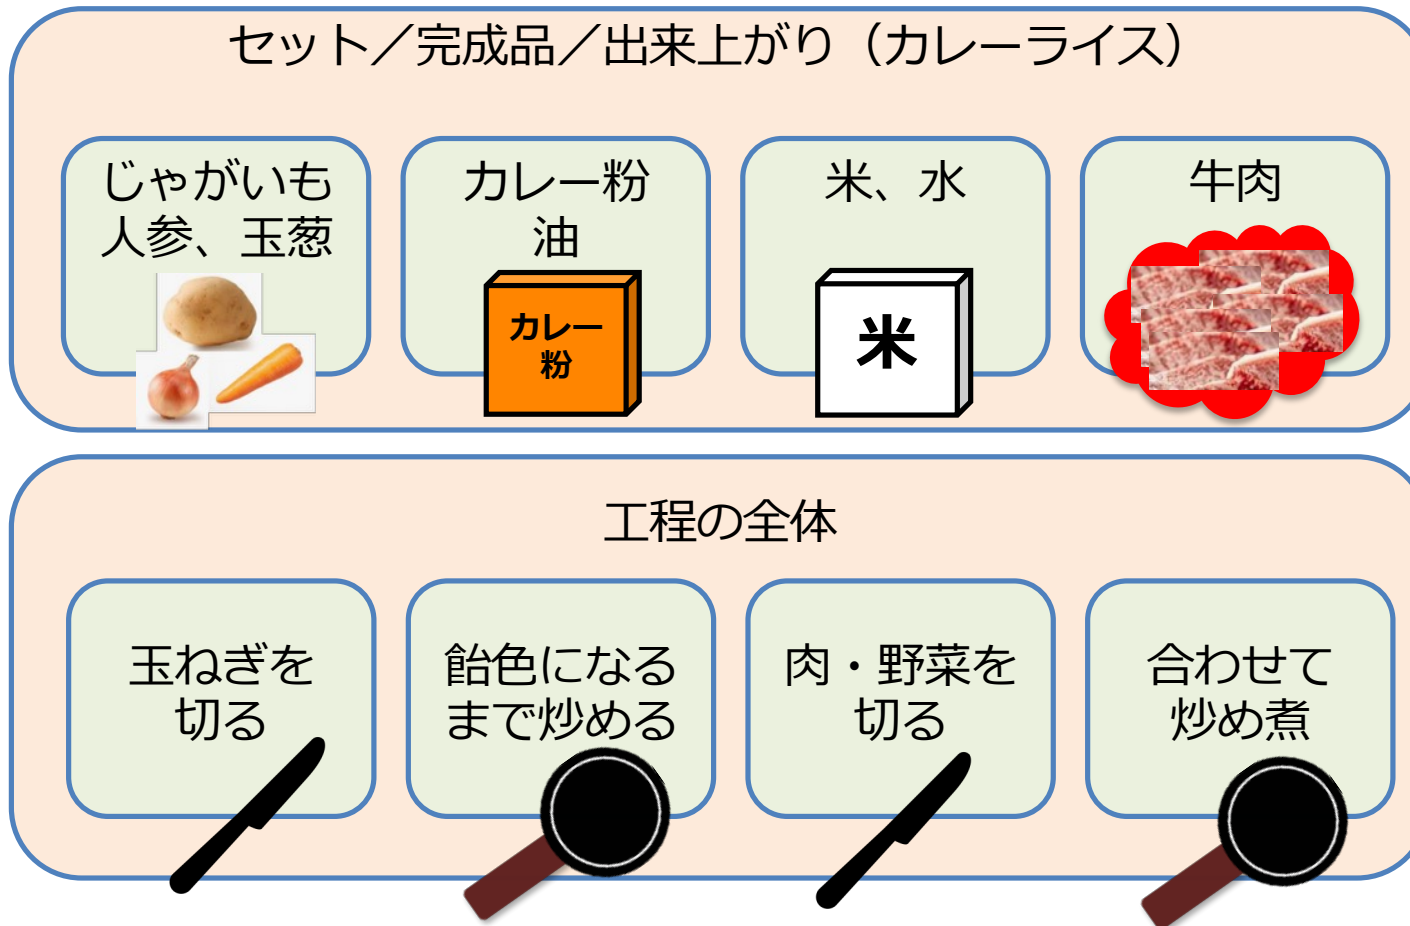 セット／完成品／出来上がり（カレーライス）
じゃがいも
人参、玉葱
カレー粉
油
カレー
粉
米、水
米
牛肉
工程の全体
玉ねぎを
切る
飴色になる
まで炒める
肉・野菜を
切る
合わせて
炒め煮